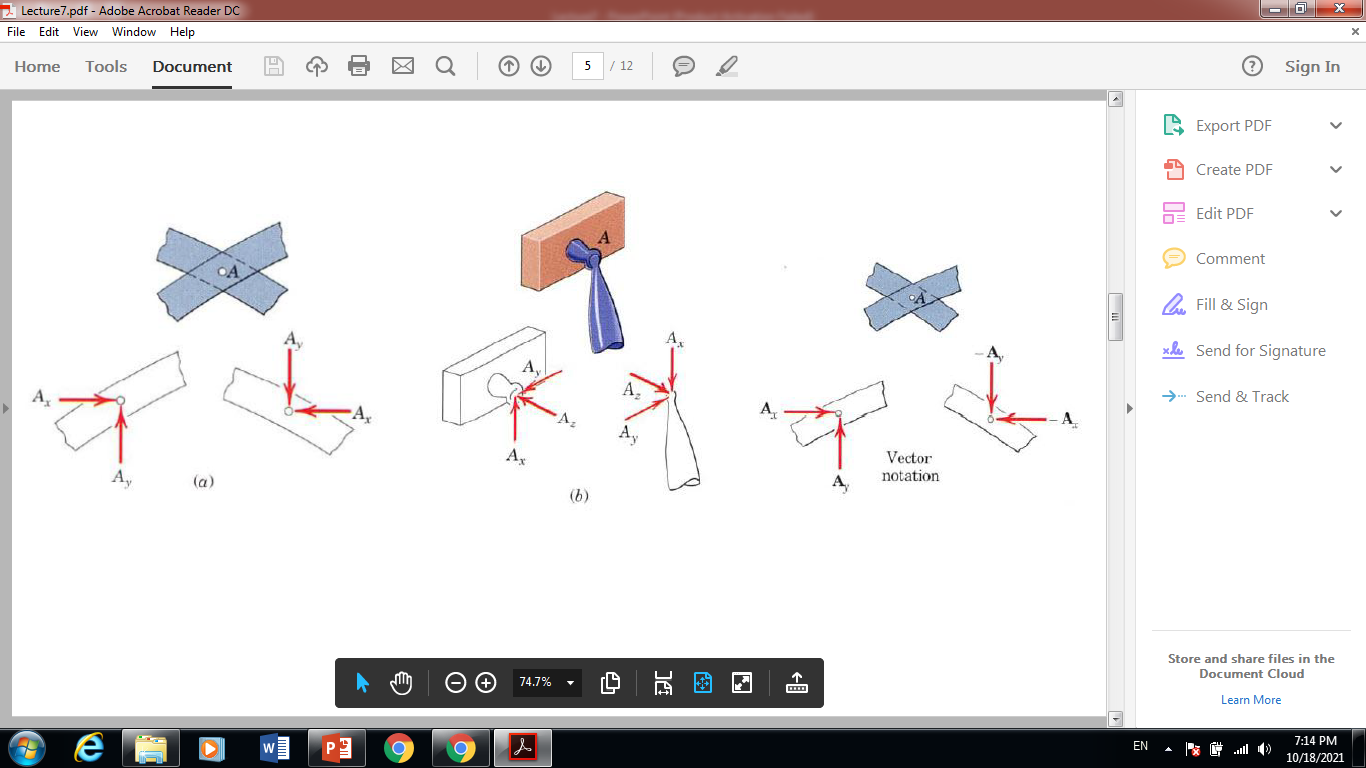 Lecture7.pdf - Adobe Acrobat Reader DC
File Edit View Window Help
Home Tools Document 5 / 12 Sign In
Export PDF
Create PDF
Edit PDF
Comment
Fill & Sign
Send for Signature
Send & Track
Store and share files in the
Document Cloud
Learn More
A
Ay
Ax
Ax
Ay
(a)
A
Ay
Az
Ax
Ax
Az
Ay
(b)
A
Ax
Ay
-Ay
-Ax
Vector
notation
74.7%
EN
7:14 PM
10/18/2021